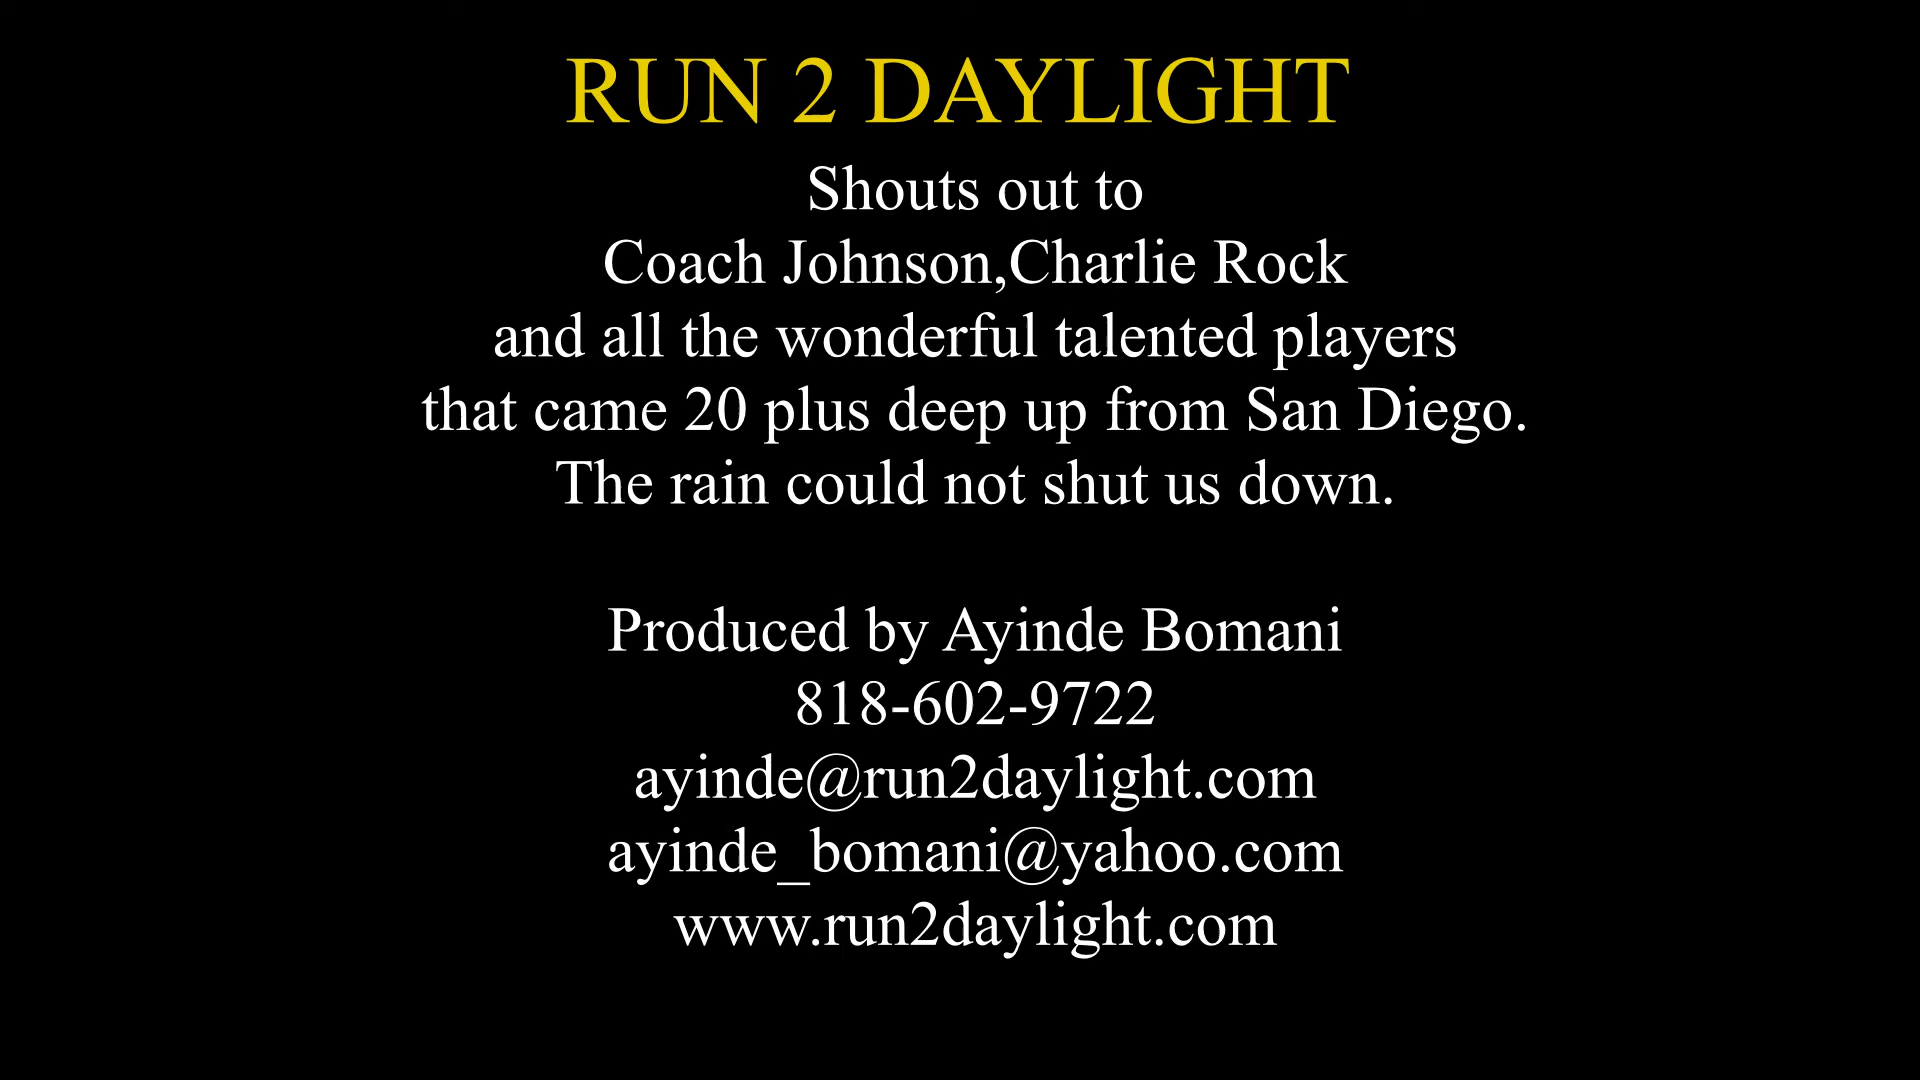 RUN 2 DAYLIGHT
Shouts out to
Coach Johnson,Charlie Rock
and all the wonderful talented players
that came 20 plus deep up from San Diego.
The rain could not shut us down.
Produced by Ayinde Bomani
818-602-9722
ayinde@run2daylight.com
ayinde_bomani@yahoo.com
www.run2daylight.com